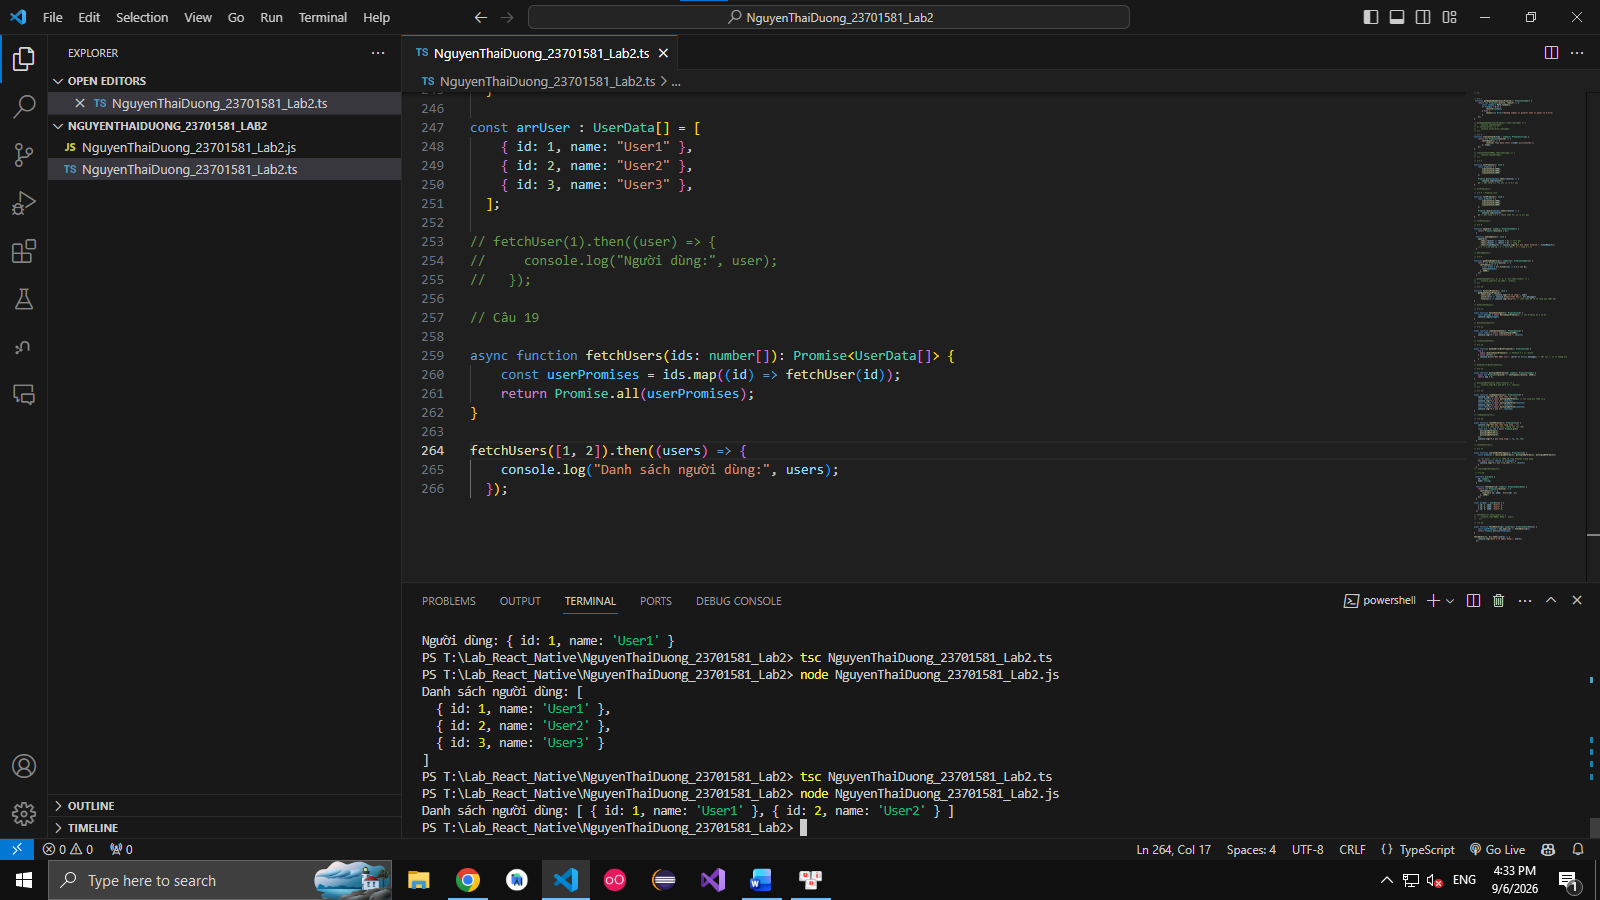 File Edit Selection View Go Run Terminal Help
NguyenThaiDuong_23701581_Lab2
EXPLORER
OPEN EDITORS
TS NguyenThaiDuong_23701581_Lab2.ts
NGUYENTHAIDUONG_23701581_LAB2
JS NguyenThaiDuong_23701581_Lab2.js
TS NguyenThaiDuong_23701581_Lab2.ts
OUTLINE
TIMELINE
TS NguyenThaiDuong_23701581_Lab2.ts
TS NguyenThaiDuong_23701581_Lab2.ts > ...
246
247 const arrUser : UserData[] = [
248 { id: 1, name: "User1" },
249 { id: 2, name: "User2" },
250 { id: 3, name: "User3" },
251 ];
252
253 // fetchUser(1).then((user) => {
254 // console.log("Người dùng:", user);
255 // });
256
257 // Câu 19
258
259 async function fetchUsers(ids: number[]): Promise<UserData[]> {
260 const userPromises = ids.map((id) => fetchUser(id));
261 return Promise.all(userPromises);
262 }
263
264 fetchUsers([1, 2]).then((users) => {
265 console.log("Danh sách người dùng:", users);
266 });
PROBLEMS OUTPUT TERMINAL PORTS DEBUG CONSOLE
powershell
Người dùng: { id: 1, name: 'User1' }
PS T:\Lab_React_Native\NguyenThaiDuong_23701581_Lab2> tsc NguyenThaiDuong_23701581_Lab2.ts
PS T:\Lab_React_Native\NguyenThaiDuong_23701581_Lab2> node NguyenThaiDuong_23701581_Lab2.js
Danh sách người dùng: [
{ id: 1, name: 'User1' },
{ id: 2, name: 'User2' },
{ id: 3, name: 'User3' }
]
PS T:\Lab_React_Native\NguyenThaiDuong_23701581_Lab2> tsc NguyenThaiDuong_23701581_Lab2.ts
PS T:\Lab_React_Native\NguyenThaiDuong_23701581_Lab2> node NguyenThaiDuong_23701581_Lab2.js
Danh sách người dùng: [ { id: 1, name: 'User1' }, { id: 2, name: 'User2' } ]
PS T:\Lab_React_Native\NguyenThaiDuong_23701581_Lab2>
0 0 0
Ln 264, Col 17 Spaces: 4 UTF-8 CRLF {} TypeScript Go Live
Type here to search
ENG
4:33 PM
9/6/2026
1